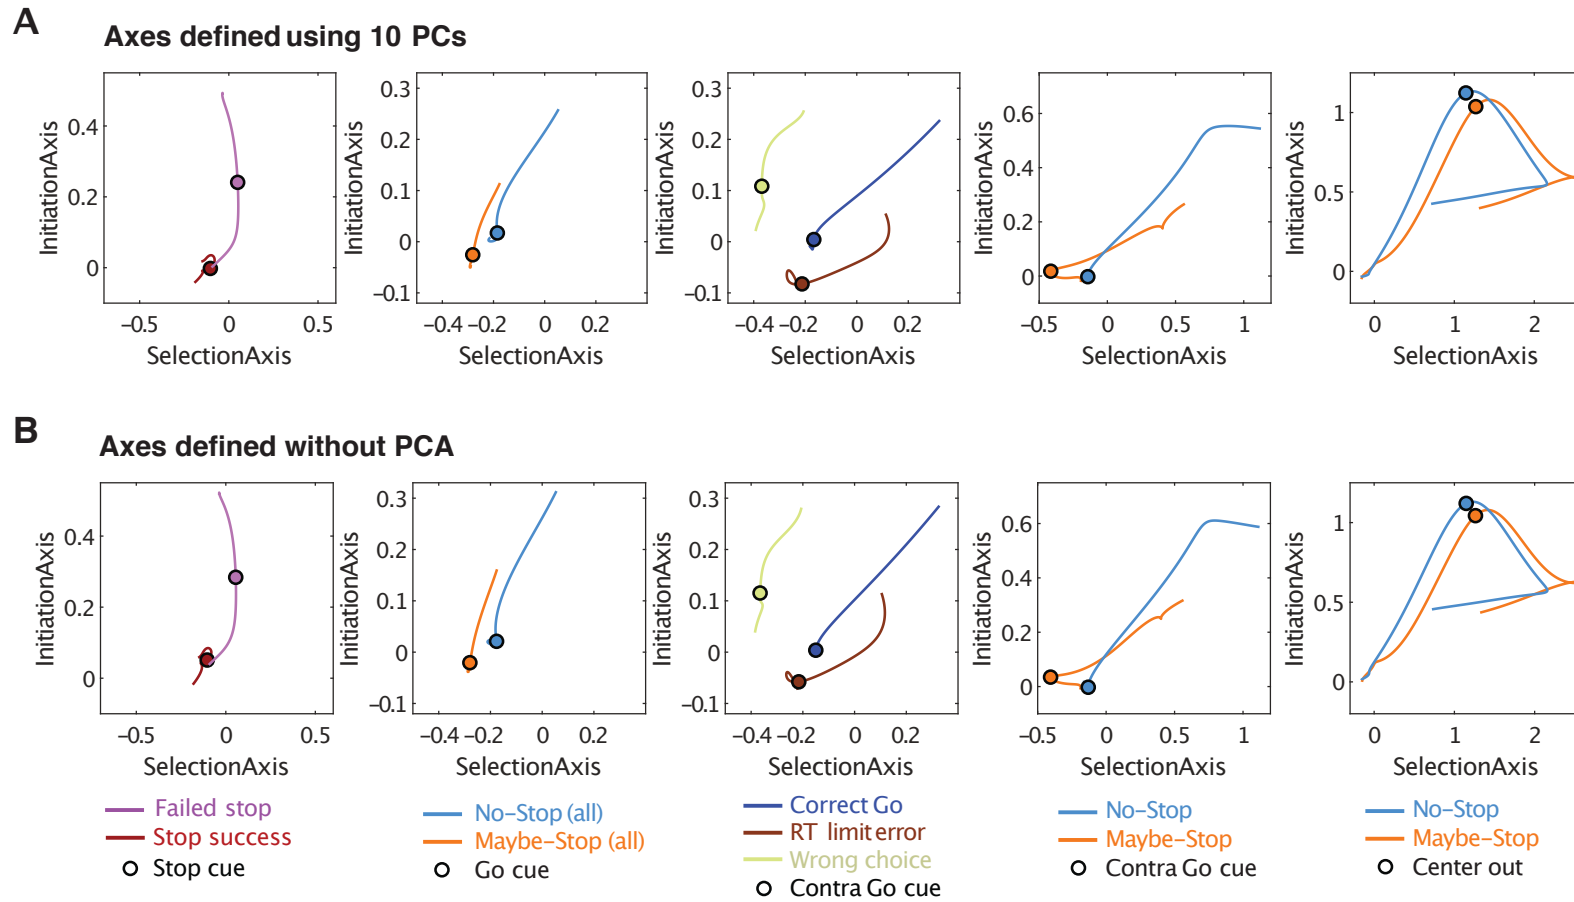 A
Axes defined using 10 PCs
InitiationAxis
0.4
0.2
0
−0.5 0 0.5
SelectionAxis
InitiationAxis
0.3
0.2
0.1
0
−0.1
−0.4 −0.2 0 0.2
SelectionAxis
InitiationAxis
0.3
0.2
0.1
0
−0.1
−0.4 −0.2 0 0.2
SelectionAxis
InitiationAxis
0.6
0.4
0.2
0
−0.5 0 0.5 1
SelectionAxis
InitiationAxis
1
0.5
0
0 1 2
SelectionAxis
B
Axes defined without PCA
InitiationAxis
0.4
0.2
0
−0.5 0 0.5
SelectionAxis
InitiationAxis
0.3
0.2
0.1
0
−0.1
−0.4 −0.2 0 0.2
SelectionAxis
InitiationAxis
0.3
0.2
0.1
0
−0.1
−0.4 −0.2 0 0.2
SelectionAxis
InitiationAxis
0.6
0.4
0.2
0
−0.5 0 0.5 1
SelectionAxis
InitiationAxis
1
0.5
0
0 1 2
SelectionAxis
Failed stop
Stop success
Stop cue
No−Stop (all)
Maybe−Stop (all)
Go cue
Correct Go
RT limit error
Wrong choice
Contra Go cue
No−Stop
Maybe−Stop
Contra Go cue
No−Stop
Maybe−Stop
Center out